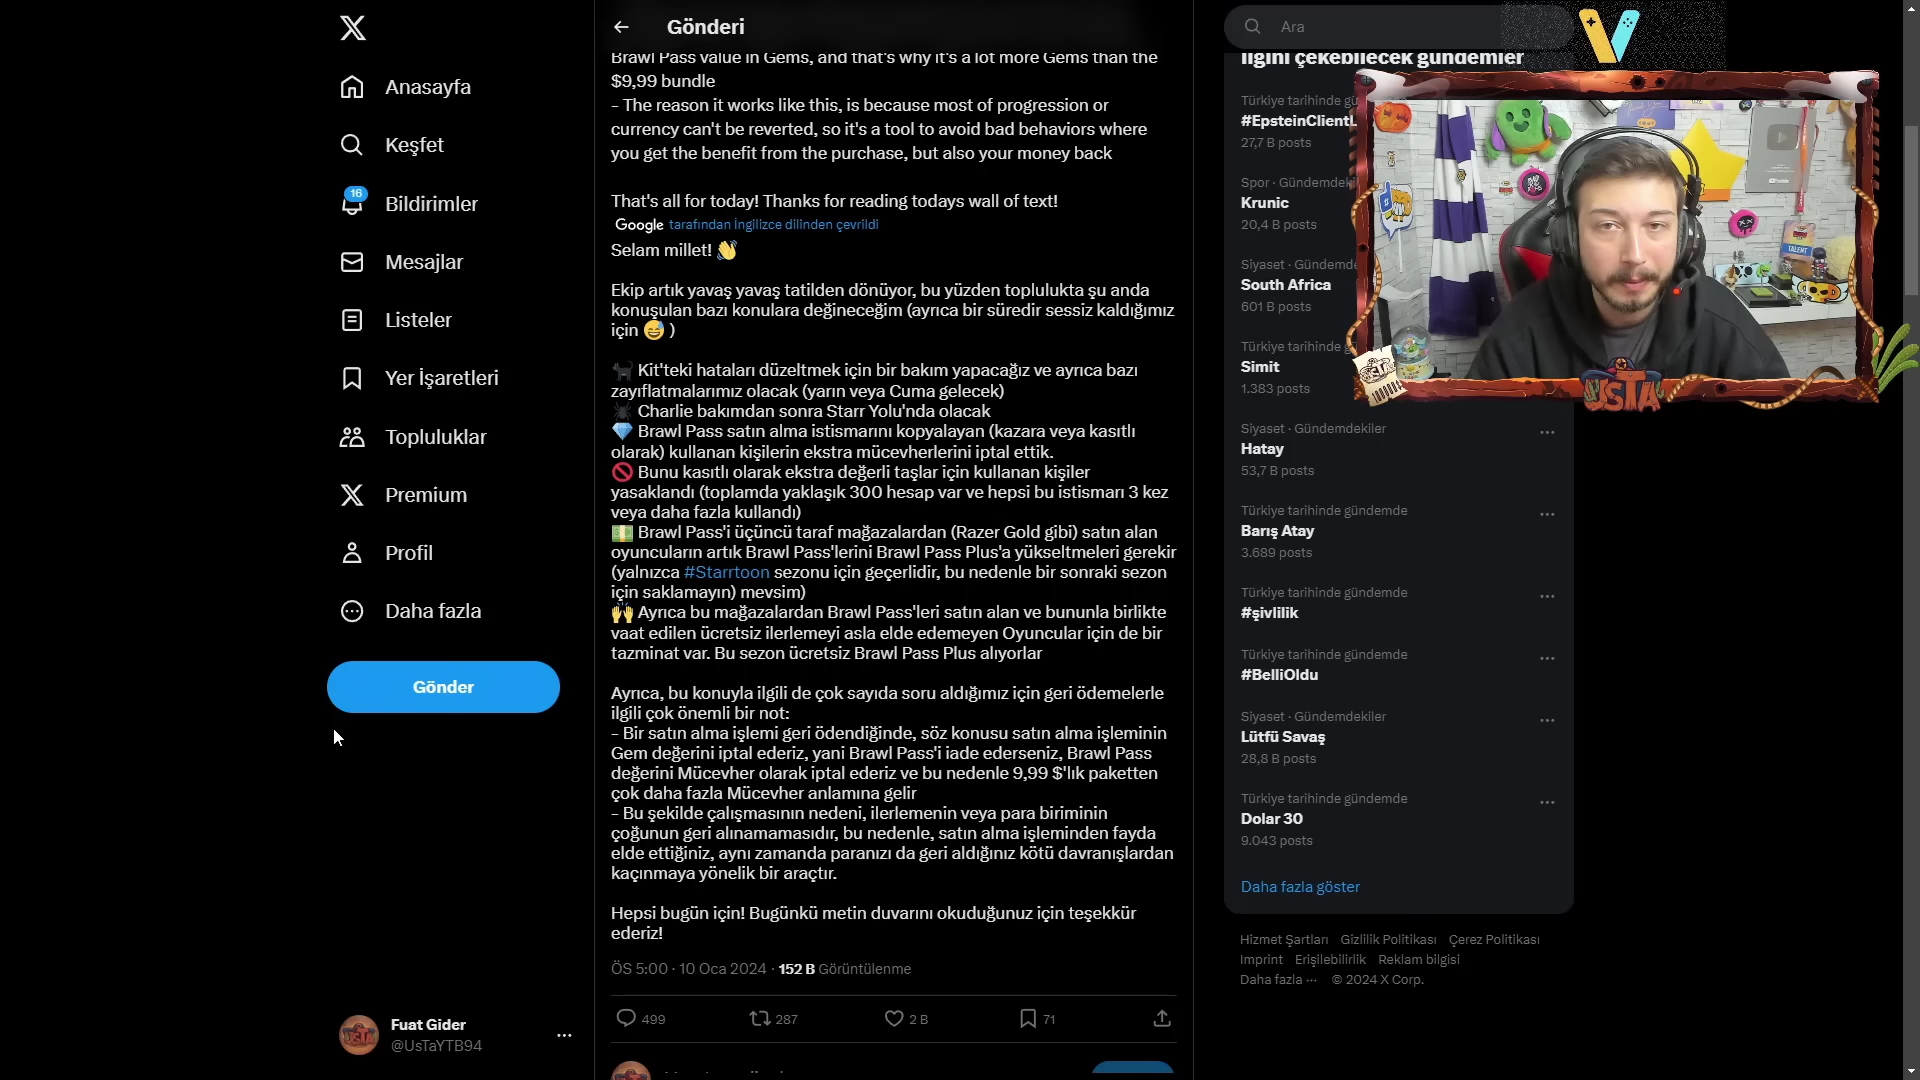 Anasayfa
Keşfet
16
Bildirimler
Mesajlar
Listeler
Yer İşaretleri
Topluluklar
Premium
Profil
Daha fazla
Gönder
Fuat Gider
@UsTaYTB94
Gönderi
Brawl Pass value in Gems, and that's why it's a lot more Gems than the
$9,99 bundle
- The reason it works like this, is because most of progression or
currency can't be reverted, so it's a tool to avoid bad behaviors where
you get the benefit from the purchase, but also your money back
That's all for today! Thanks for reading todays wall of text!
Google tarafından İngilizce dilinden çevrildi
Selam millet! 👋
Ekip artık yavaş yavaş tatilden dönüyor, bu yüzden toplulukta şu anda
konuşulan bazı konulara değineceğim (ayrıca bir süredir sessiz kaldığımız
için 😅 )
🐈‍⬛ Kit'teki hataları düzeltmek için bir bakım yapacağız ve ayrıca bazı
zayıflatmalarımız olacak (yarın veya Cuma gelecek)
🕷 Charlie bakımdan sonra Starr Yolu'nda olacak
💎 Brawl Pass satın alma istismarını kopyalayan (kazara veya kasıtlı
olarak) kullanan kişilerin ekstra mücevherlerini iptal ettik.
🚫 Bunu kasıtlı olarak ekstra değerli taşlar için kullanan kişiler
yasaklandı (toplamda yaklaşık 300 hesap var ve hepsi bu istismarı 3 kez
veya daha fazla kullandı)
💵 Brawl Pass'i üçüncü taraf mağazalardan (Razer Gold gibi) satın alan
oyuncuların artık Brawl Pass'lerini Brawl Pass Plus'a yükseltmeleri gerekir
(yalnızca #Starrtoon sezonu için geçerlidir, bu nedenle bir sonraki sezon
için saklamayın) mevsim)
🙌 Ayrıca bu mağazalardan Brawl Pass'leri satın alan ve bununla birlikte
vaat edilen ücretsiz ilerlemeyi asla elde edemeyen Oyuncular için de bir
tazminat var. Bu sezon ücretsiz Brawl Pass Plus alıyorlar
Ayrıca, bu konuyla ilgili de çok sayıda soru aldığımız için geri ödemelerle
ilgili çok önemli bir not:
- Bir satın alma işlemi geri ödendiğinde, söz konusu satın alma işleminin
Gem değerini iptal ederiz, yani Brawl Pass'i iade ederseniz, Brawl Pass
değerini Mücevher olarak iptal ederiz ve bu nedenle 9,99 $'lık paketten
çok daha fazla Mücevher anlamına gelir
- Bu şekilde çalışmasının nedeni, ilerlemenin veya para biriminin
çoğunun geri alınamamasıdır, bu nedenle, satın alma işleminden fayda
elde ettiğiniz, aynı zamanda paranızı da geri aldığınız kötü davranışlardan
kaçınmaya yönelik bir araçtır.
Hepsi bugün için! Bugünkü metin duvarını okuduğunuz için teşekkür
ederiz!
ÖS 5:00 · 10 Oca 2024 · 152 B Görüntülenme
499 287 2 B 71
Ara
İlgini çekebilecek gündemler
Türkiye tarihinde gü
#EpsteinClientL
27,7 B posts
Spor · Gündemdeki
Krunic
20,4 B posts
Siyaset · Gündemde
South Africa
601 B posts
Türkiye tarihinde g
Simit
1.383 posts
Siyaset · Gündemdekiler
Hatay
53,7 B posts
Türkiye tarihinde gündemde
Barış Atay
3.689 posts
Türkiye tarihinde gündemde
#şivlilik
Türkiye tarihinde gündemde
#BelliOldu
Siyaset · Gündemdekiler
Lütfü Savaş
28,8 B posts
Türkiye tarihinde gündemde
Dolar 30
9.043 posts
Daha fazla göster
Hizmet Şartları Gizlilik Politikası Çerez Politikası
Imprint Erişilebilirlik Reklam bilgisi
Daha fazla ··· © 2024 X Corp.
TALENT
USTA